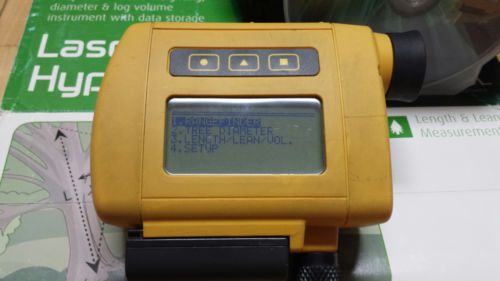 diameter & log volume
instrument with data storage
Lase
Hyp
1.RANGEFINDER
2.TREE DIAMETER
3.LENGTH/LEAN/VOL.
4.SETUP
Length & Lean
Measurement
L